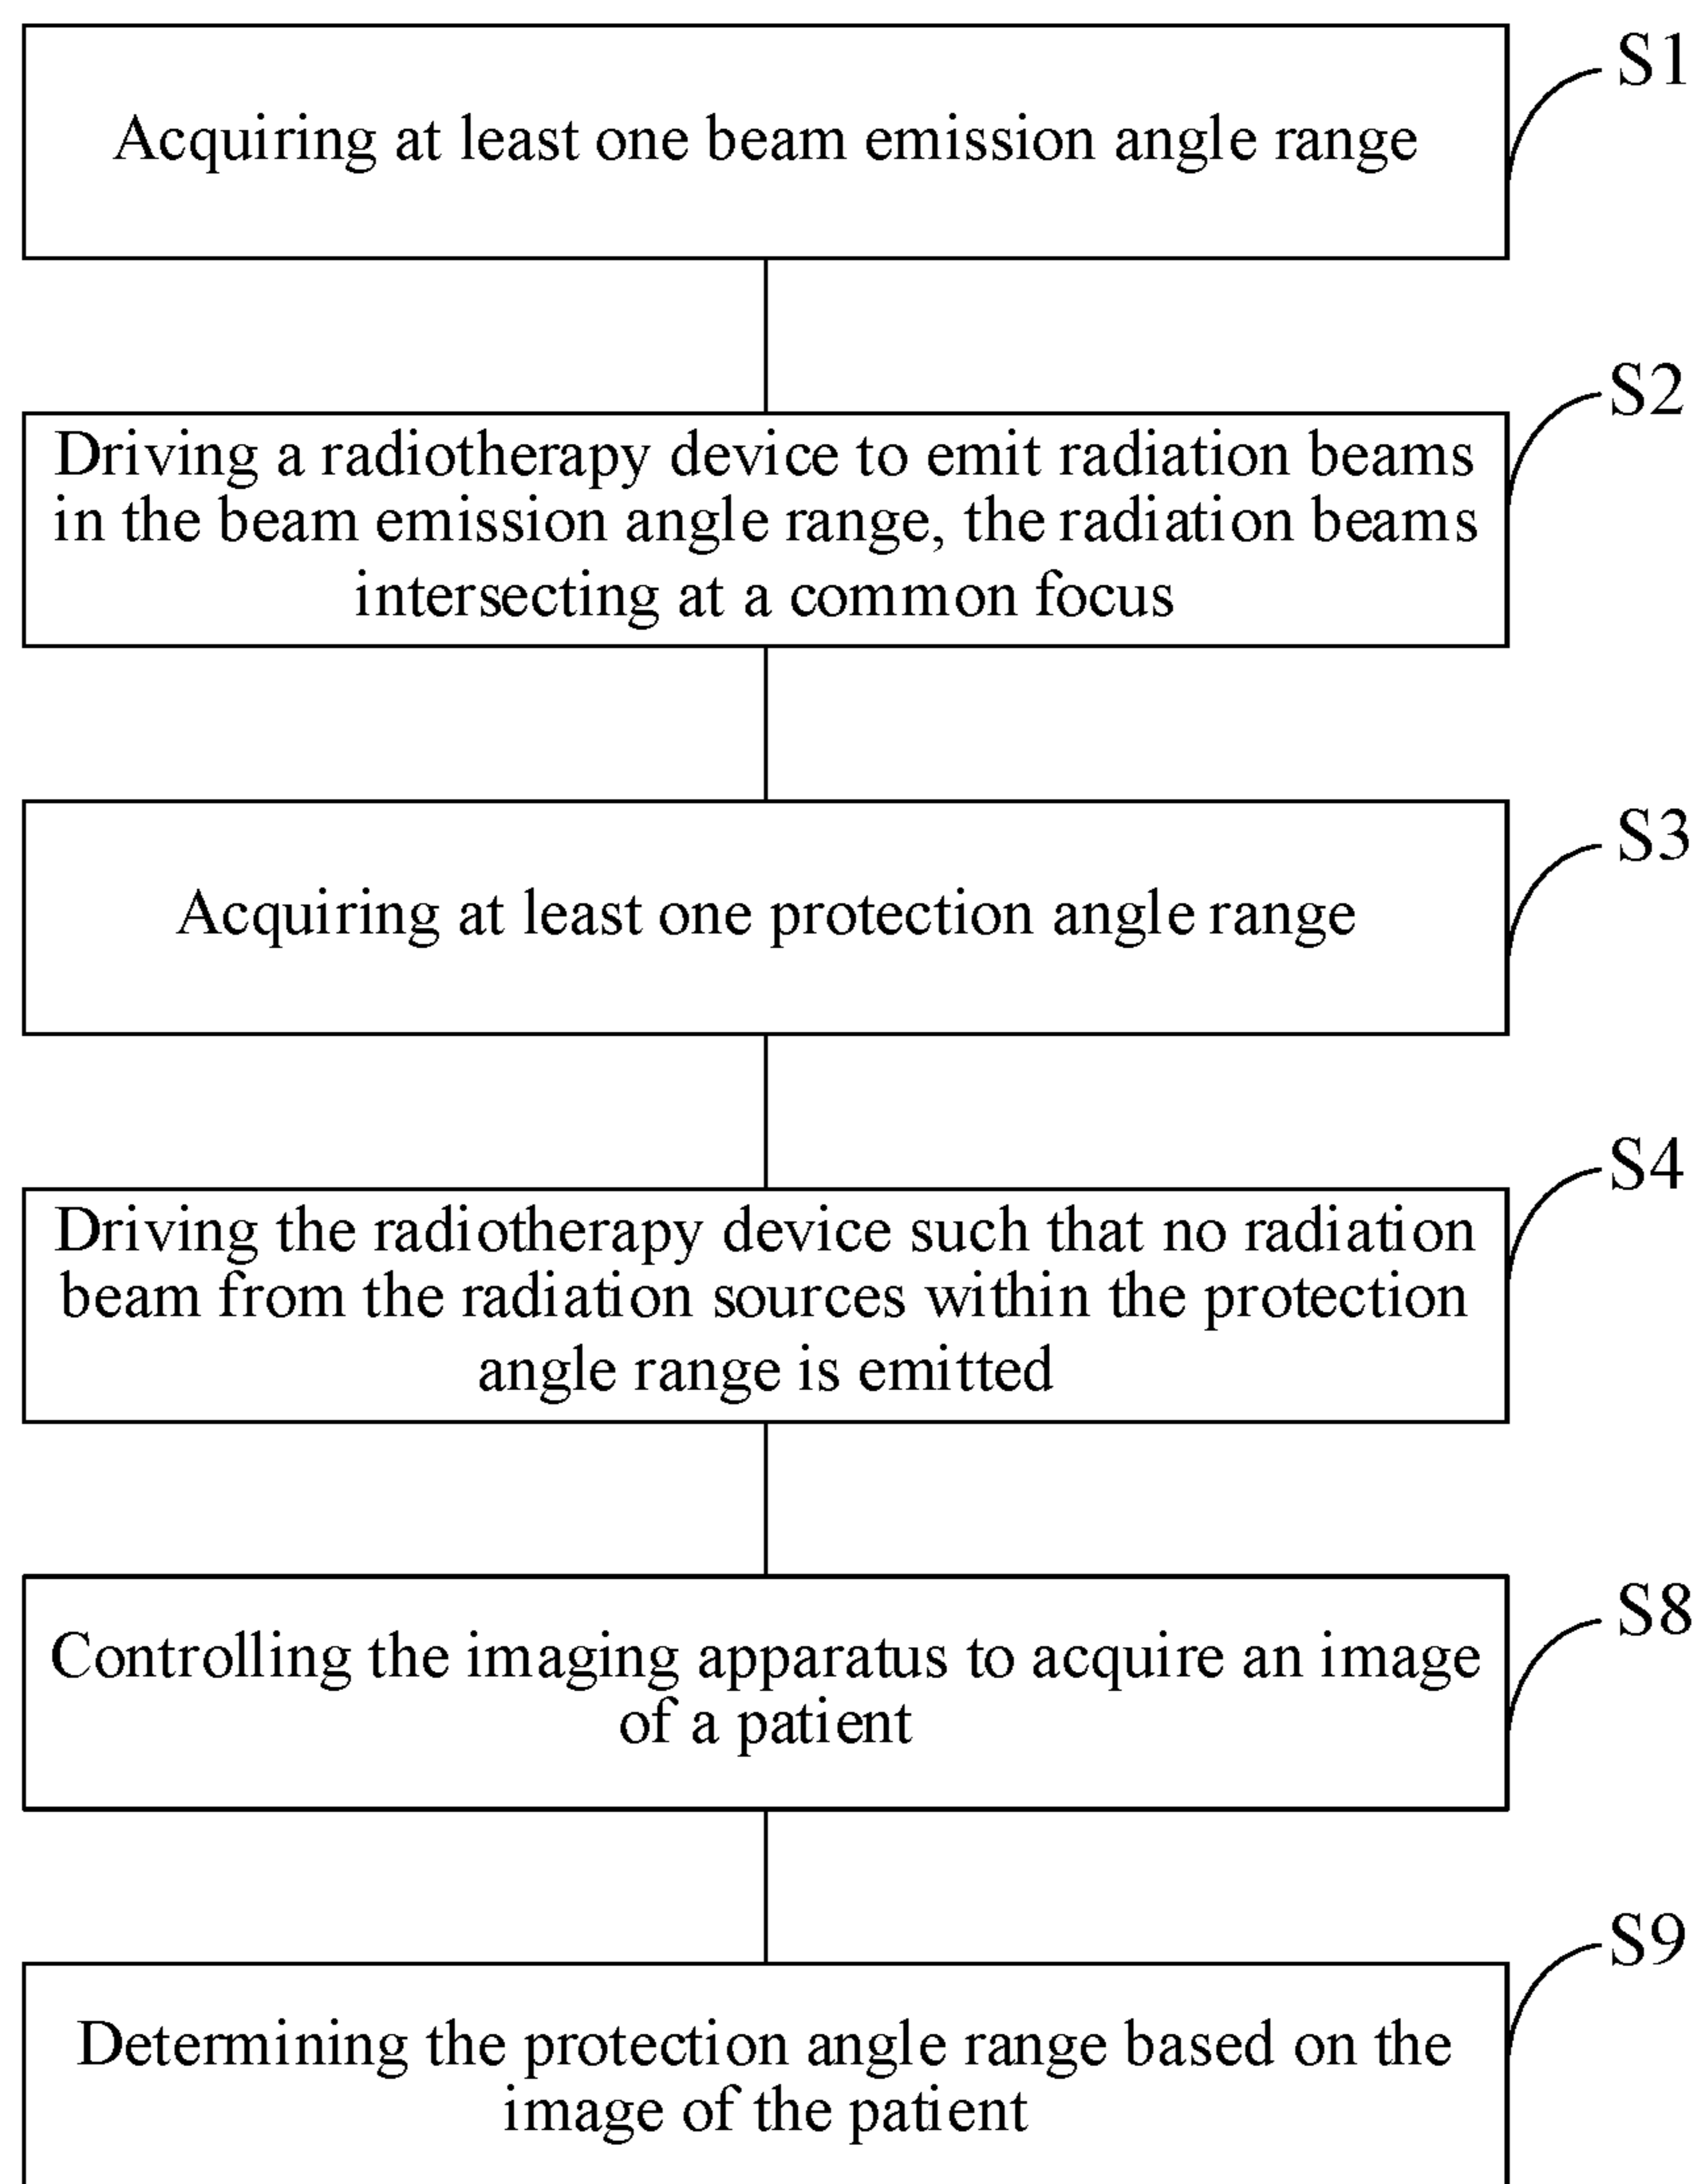 S1
Acquiring at least one beam emission angle range
S2
Driving a radiotherapy device to emit radiation beams
in the beam emission angle range, the radiation beams
intersecting at a common focus
S3
Acquiring at least one protection angle range
S4
Driving the radiotherapy device such that no radiation
beam from the radiation sources within the protection
angle range is emitted
S8
Controlling the imaging apparatus to acquire an image
of a patient
S9
Determining the protection angle range based on the
image of the patient